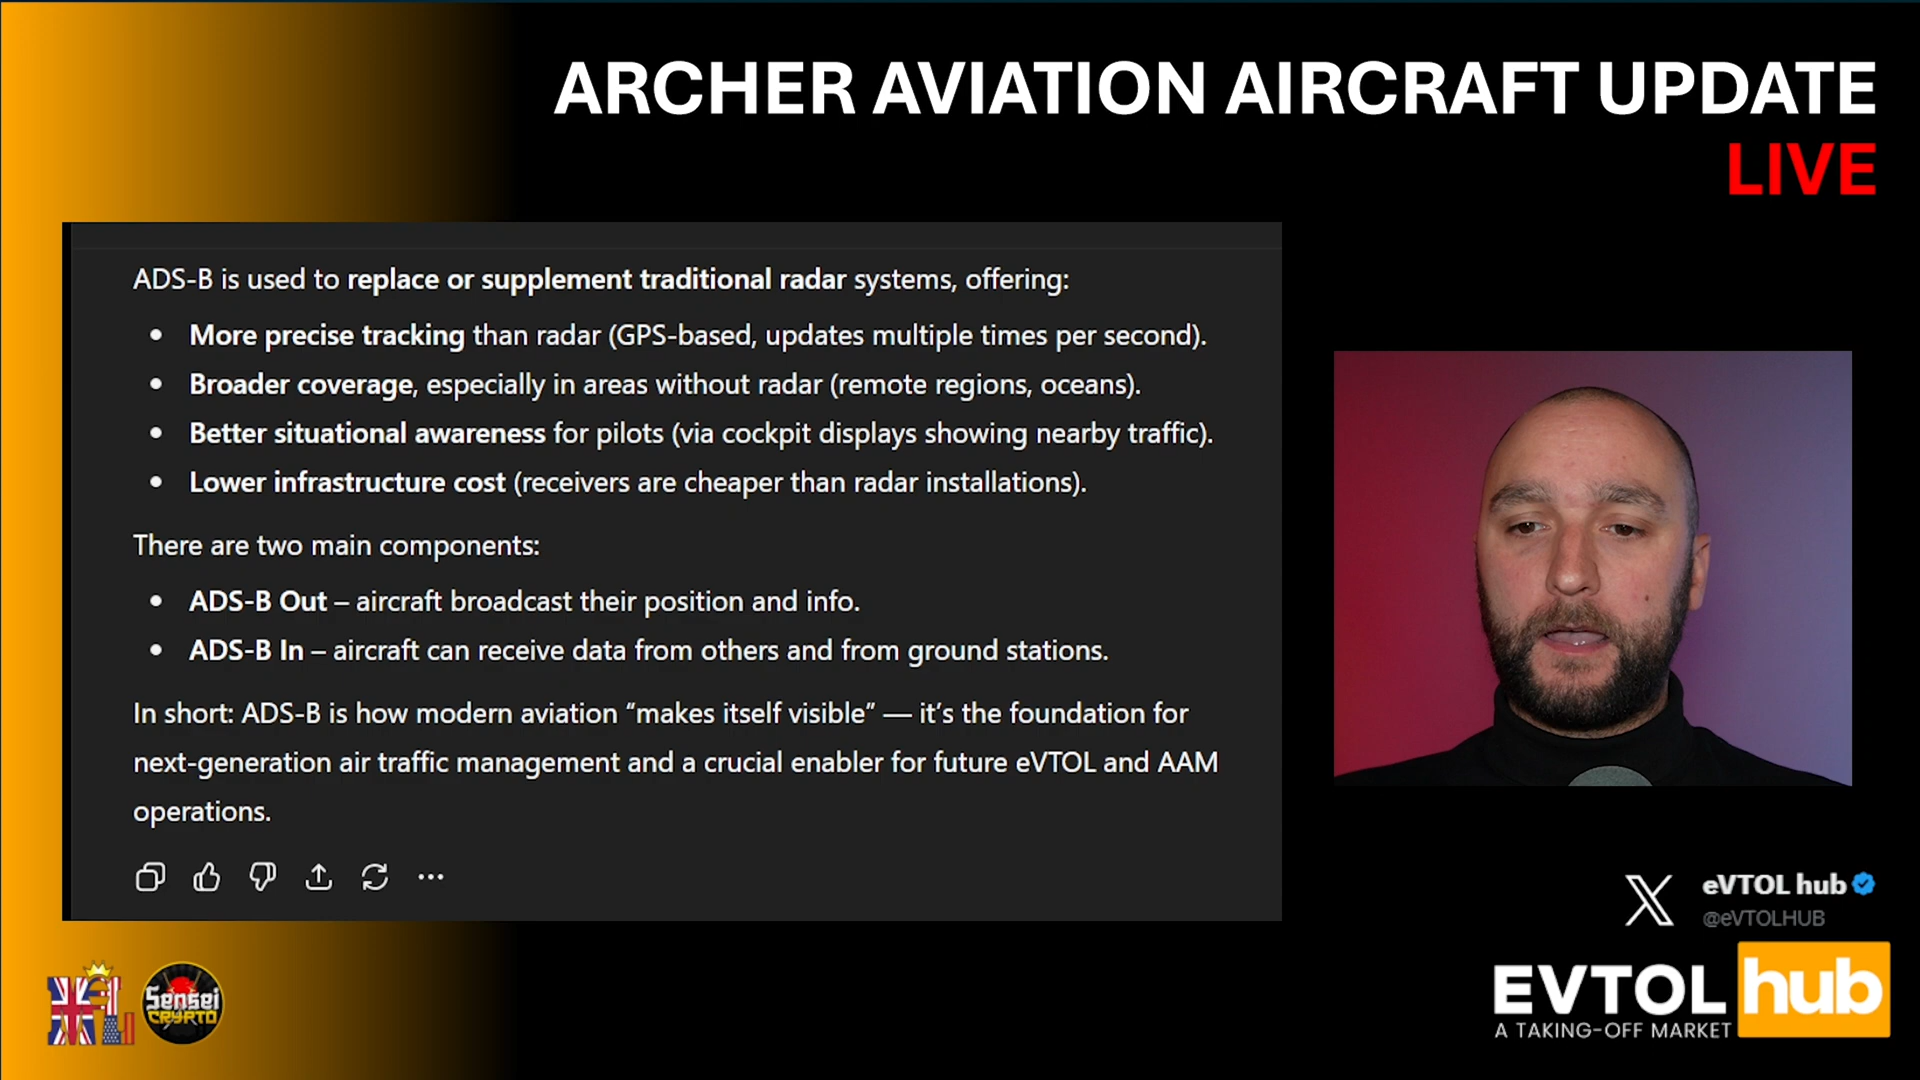 ARCHER AVIATION AIRCRAFT UPDATE
LIVE
ADS-B is used to replace or supplement traditional radar systems, offering:
• More precise tracking than radar (GPS-based, updates multiple times per second).
• Broader coverage, especially in areas without radar (remote regions, oceans).
• Better situational awareness for pilots (via cockpit displays showing nearby traffic).
• Lower infrastructure cost (receivers are cheaper than radar installations).
There are two main components:
• ADS-B Out – aircraft broadcast their position and info.
• ADS-B In – aircraft can receive data from others and from ground stations.
In short: ADS-B is how modern aviation “makes itself visible” — it’s the foundation for
next-generation air traffic management and a crucial enabler for future eVTOL and AAM
operations.
eVTOL hub
@eVTOLHUB
Sensei
CRYPTO
EVTOL hub
A TAKING-OFF MARKET